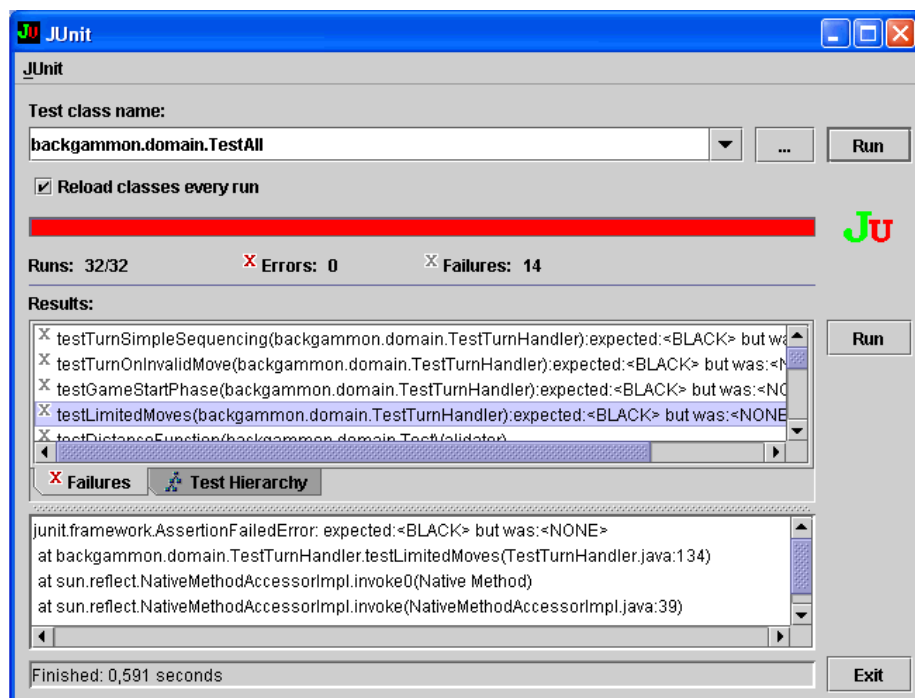 JU JUnit
JUnit
Test class name:
backgammon.domain.TestAll
... Run
Reload classes every run
JU
Runs: 32/32 X Errors: 0 X Failures: 14
Results:
X testTurnSimpleSequencing(backgammon.domain.TestTurnHandler):expected:<BLACK> but
Run
X testTurnOnInvalidMove(backgammon.domain.TestTurnHandler):expected:<BLACK> but was:<N
X testGameStartPhase(backgammon.domain.TestTurnHandler):expected:<BLACK> but was:<NO
X testLimitedMoves(backgammon.domain.TestTurnHandler):expected:<BLACK> but was:<NONE
X testDistanceFunction(backgammon.domain.TestValidator)
X Failures Test Hierarchy
junit.framework.AssertionFailedError: expected:<BLACK> but was:<NONE>
at backgammon.domain.TestTurnHandler.testLimitedMoves(TestTurnHandler.java:134)
at sun.reflect.NativeMethodAccessorImpl.invoke0(Native Method)
at sun.reflect.NativeMethodAccessorImpl.invoke(NativeMethodAccessorImpl.java:39)
Finished: 0,591 seconds
Exit